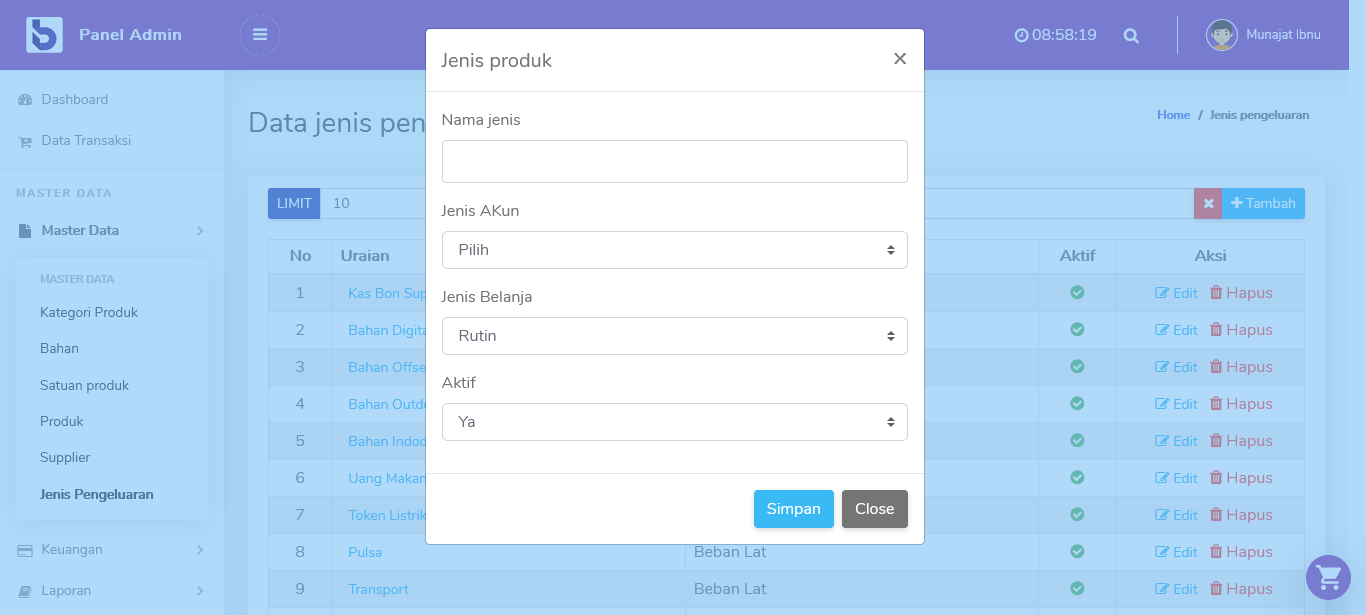 Panel Admin
08:58:19
Munajat Ibnu
Dashboard
Data Transaksi
MASTER DATA
Master Data
MASTER DATA
Kategori Produk
Bahan
Satuan produk
Produk
Supplier
Jenis Pengeluaran
Keuangan
Laporan
Data jenis pen
Home / Jenis pengeluaran
LIMIT 10
Tambah
No Uraian Aktif Aksi
1 Kas Bon Sup Edit Hapus
2 Bahan Digita Edit Hapus
3 Bahan Offse Edit Hapus
4 Bahan Outdo Edit Hapus
5 Bahan Indoo Edit Hapus
6 Uang Makan Edit Hapus
7 Token Listrik Edit Hapus
8 Pulsa Beban Lat Edit Hapus
9 Transport Beban Lat Edit Hapus
Jenis produk ×
Nama jenis
Jenis AKun
Pilih
Jenis Belanja
Rutin
Aktif
Ya
Simpan Close